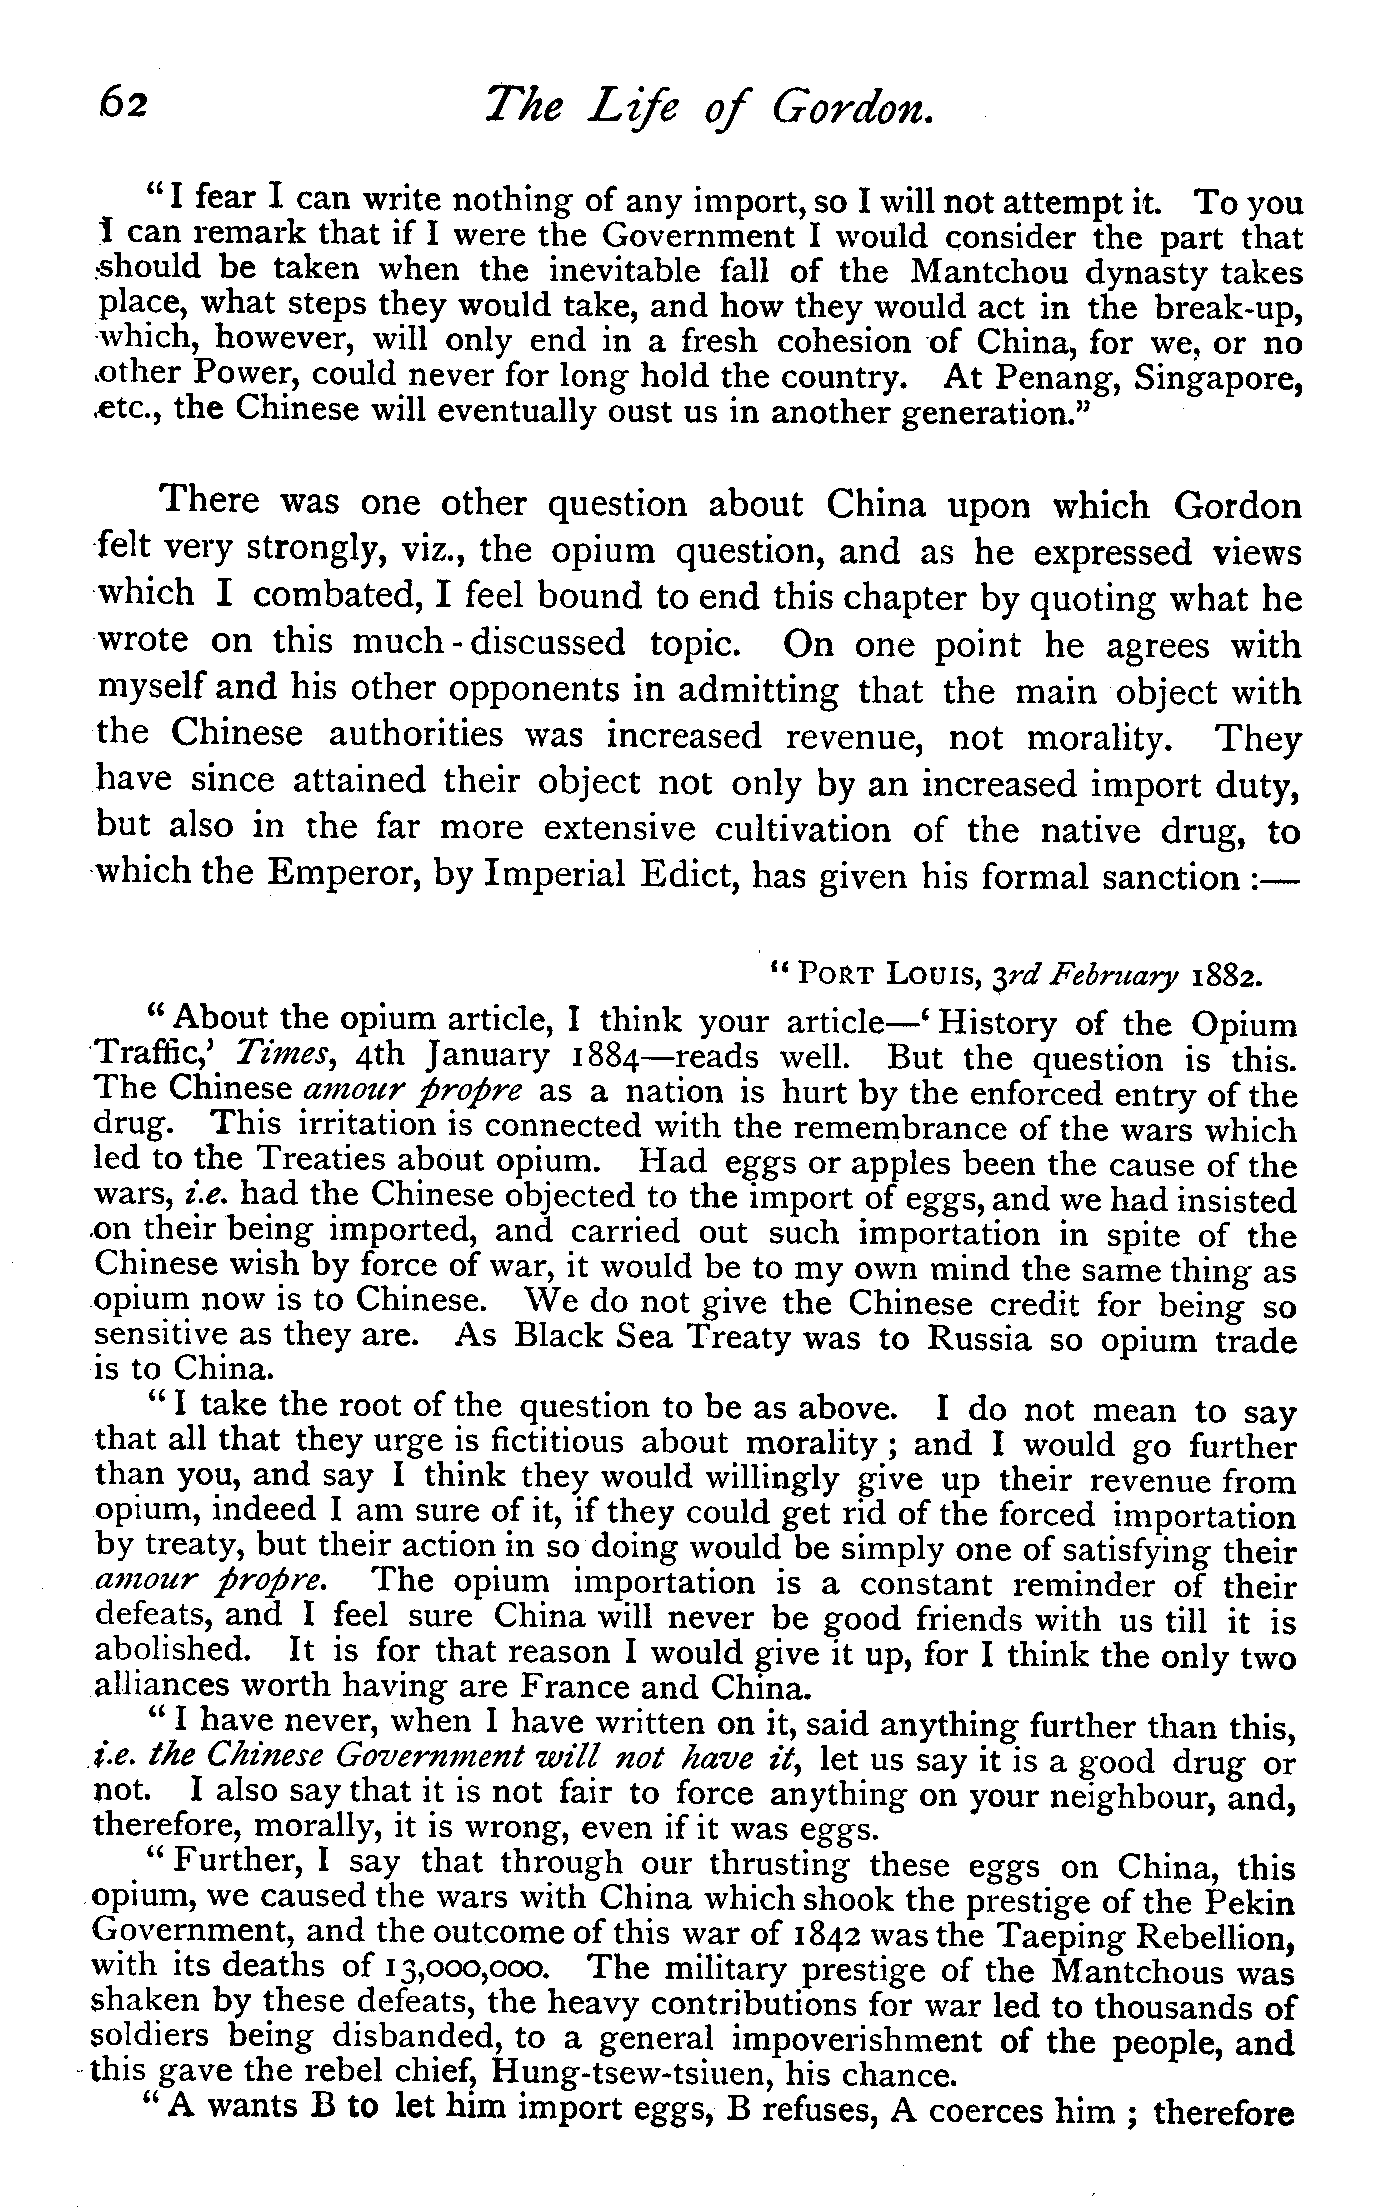 62 The Life of Gordon.
“I fear I can write nothing of any import, so I will not attempt it. To you
I can remark that if I were the Government I would consider the part that
should be taken when the inevitable fall of the Mantchou dynasty takes
place, what steps they would take, and how they would act in the break-up,
which, however, will only end in a fresh cohesion of China, for we, or no
other Power, could never for long hold the country. At Penang, Singapore,
etc., the Chinese will eventually oust us in another generation.”
There was one other question about China upon which Gordon
felt very strongly, viz., the opium question, and as he expressed views
which I combated, I feel bound to end this chapter by quoting what he
wrote on this much-discussed topic. On one point he agrees with
myself and his other opponents in admitting that the main object with
the Chinese authorities was increased revenue, not morality. They
have since attained their object not only by an increased import duty,
but also in the far more extensive cultivation of the native drug, to
which the Emperor, by Imperial Edict, has given his formal sanction :—
“PORT LOUIS, 3rd February 1882.
“About the opium article, I think your article—‘History of the Opium
Traffic,’ Times, 4th January 1884—reads well. But the question is this.
The Chinese amour propre as a nation is hurt by the enforced entry of the
drug. This irritation is connected with the remembrance of the wars which
led to the Treaties about opium. Had eggs or apples been the cause of the
wars, i.e. had the Chinese objected to the import of eggs, and we had insisted
on their being imported, and carried out such importation in spite of the
Chinese wish by force of war, it would be to my own mind the same thing as
opium now is to Chinese. We do not give the Chinese credit for being so
sensitive as they are. As Black Sea Treaty was to Russia so opium trade
is to China.
“I take the root of the question to be as above. I do not mean to say
that all that they urge is fictitious about morality ; and I would go further
than you, and say I think they would willingly give up their revenue from
opium, indeed I am sure of it, if they could get rid of the forced importation
by treaty, but their action in so doing would be simply one of satisfying their
amour propre. The opium importation is a constant reminder of their
defeats, and I feel sure China will never be good friends with us till it is
abolished. It is for that reason I would give it up, for I think the only two
alliances worth having are France and China.
“I have never, when I have written on it, said anything further than this,
i.e. the Chinese Government will not have it, let us say it is a good drug or
not. I also say that it is not fair to force anything on your neighbour, and,
therefore, morally, it is wrong, even if it was eggs.
“Further, I say that through our thrusting these eggs on China, this
opium, we caused the wars with China which shook the prestige of the Pekin
Government, and the outcome of this war of 1842 was the Taeping Rebellion,
with its deaths of 13,000,000. The military prestige of the Mantchous was
shaken by these defeats, the heavy contributions for war led to thousands of
soldiers being disbanded, to a general impoverishment of the people, and
this gave the rebel chief, Hung-tsew-tsiuen, his chance.
“A wants B to let him import eggs, B refuses, A coerces him ; therefore